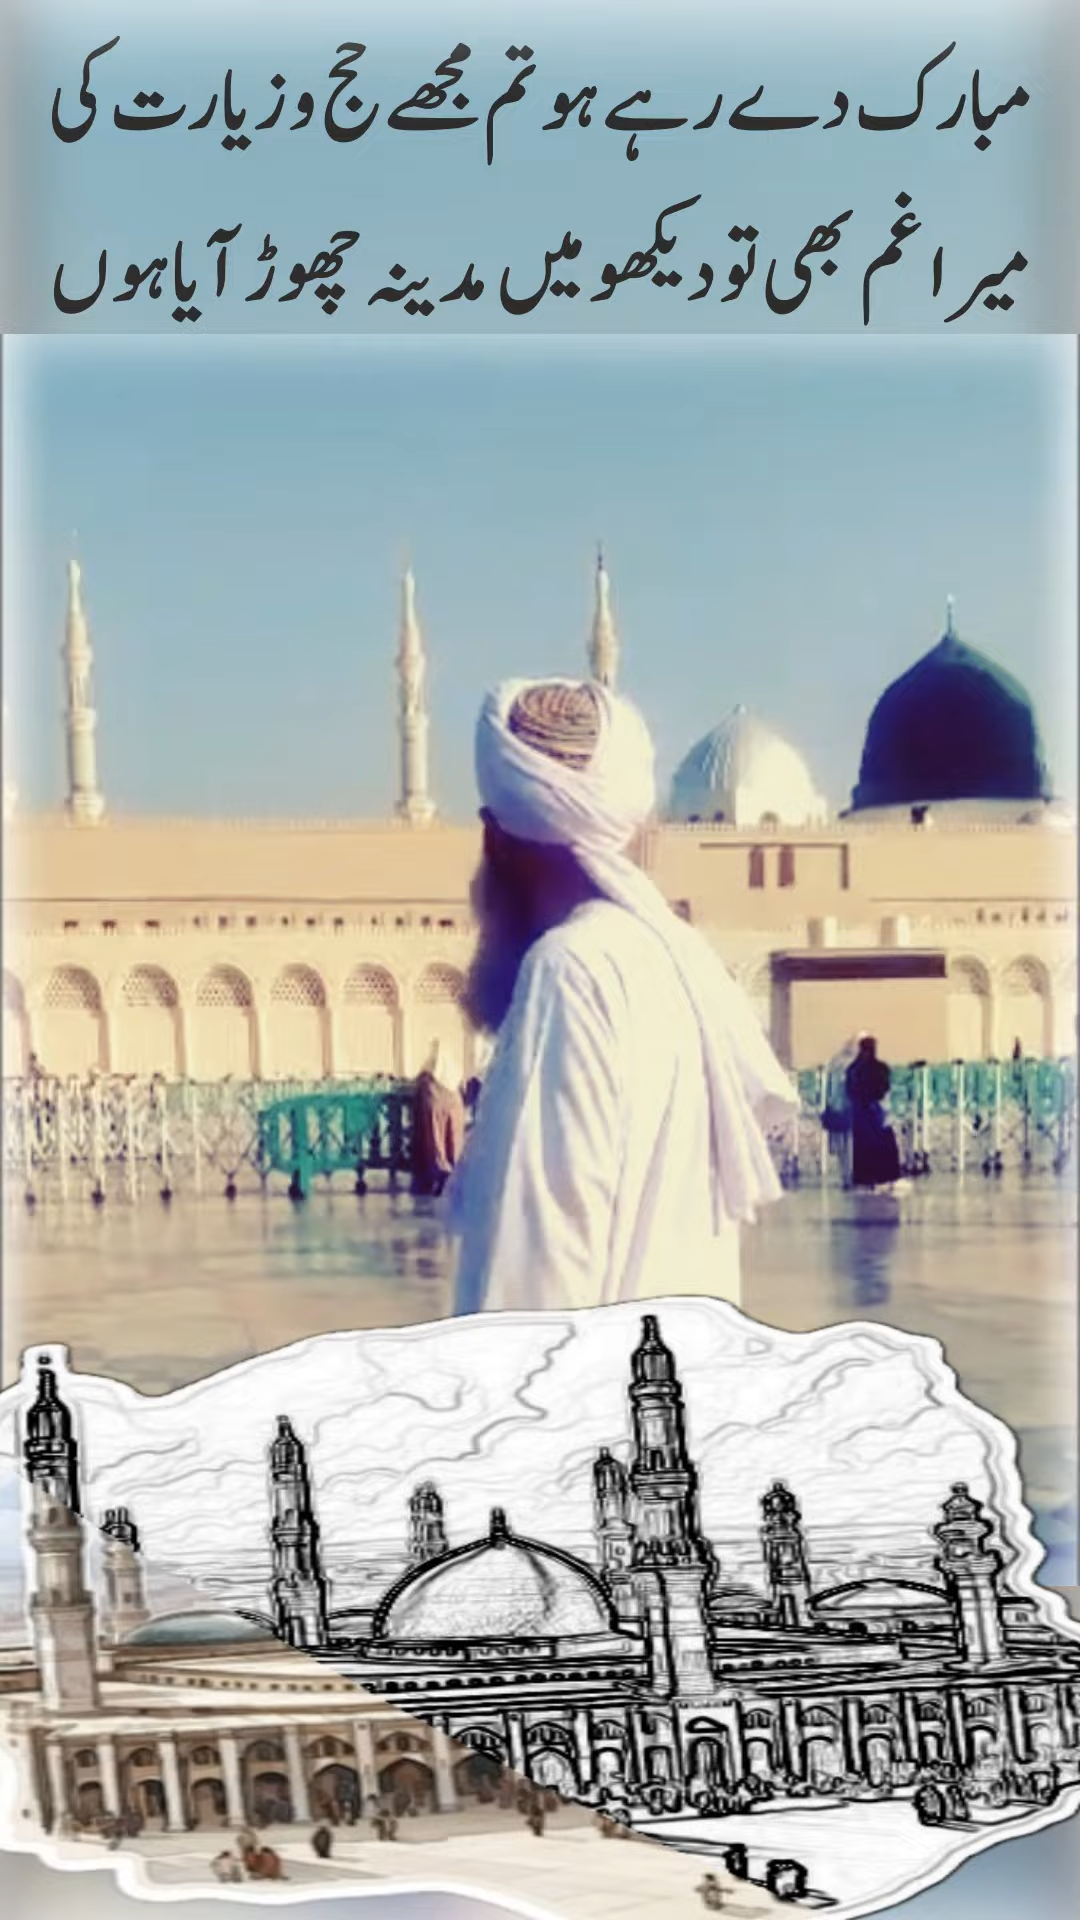 مبارک دے رہے ہو تم مجھے حج و زیارت کی
میرا غم بھی تو دیکھو میں مدینہ چھوڑ آیا ہوں